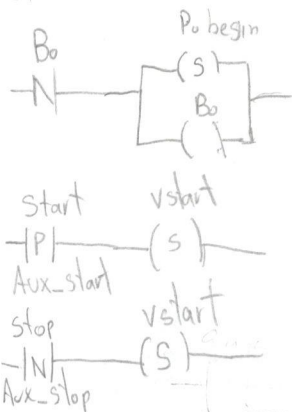 B₀
P₀ begin
N
(S)
B₀
( )
Start
vstart
|P|
(S)
Aux_start
Stop
vstart
|N|
(S)
Aux_stop